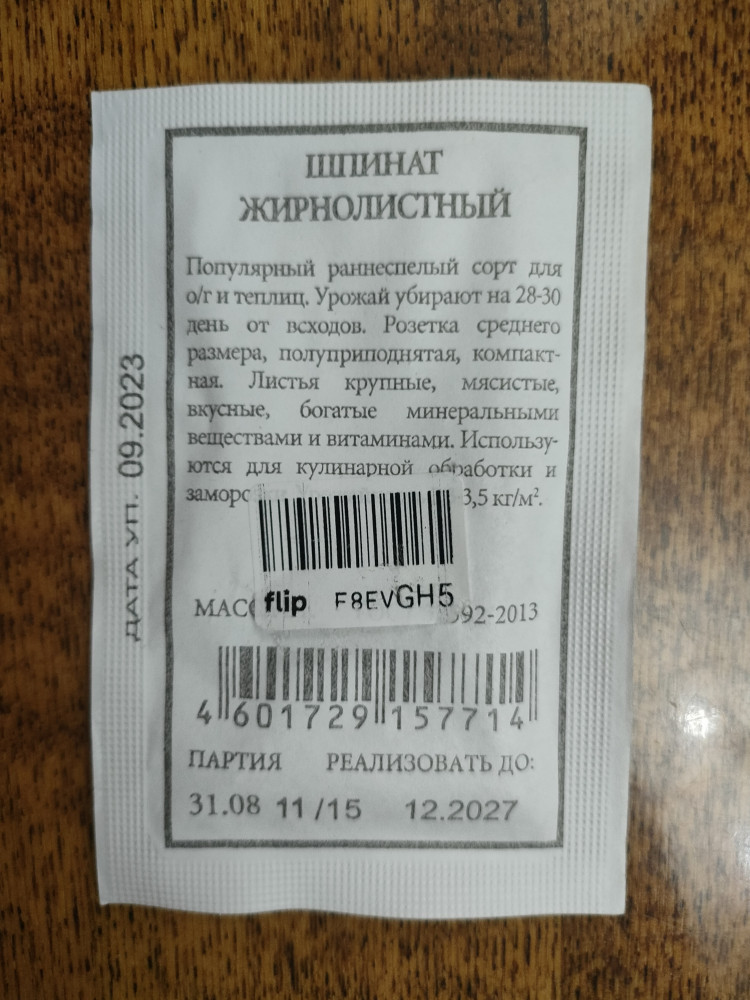 ШПИНАТ
ЖИРНОЛИСТНЫЙ
Популярный раннеспелый сорт для
о/г и теплиц. Урожай убирают на 28-30
день от всходов. Розетка среднего
размера, полуприподнятая, компакт-
ная. Листья крупные, мясистые,
вкусные, богатые минеральными
веществами и витаминами. Использу-
ются для кулинарной обработки и
3,5 кг/м².
flip F8EVGH5
92-2013
4 601729 157714
ПАРТИЯ РЕАЛИЗОВАТЬ ДО:
31.08 11 /15 12.2027
ДАТА УП. 09.2023